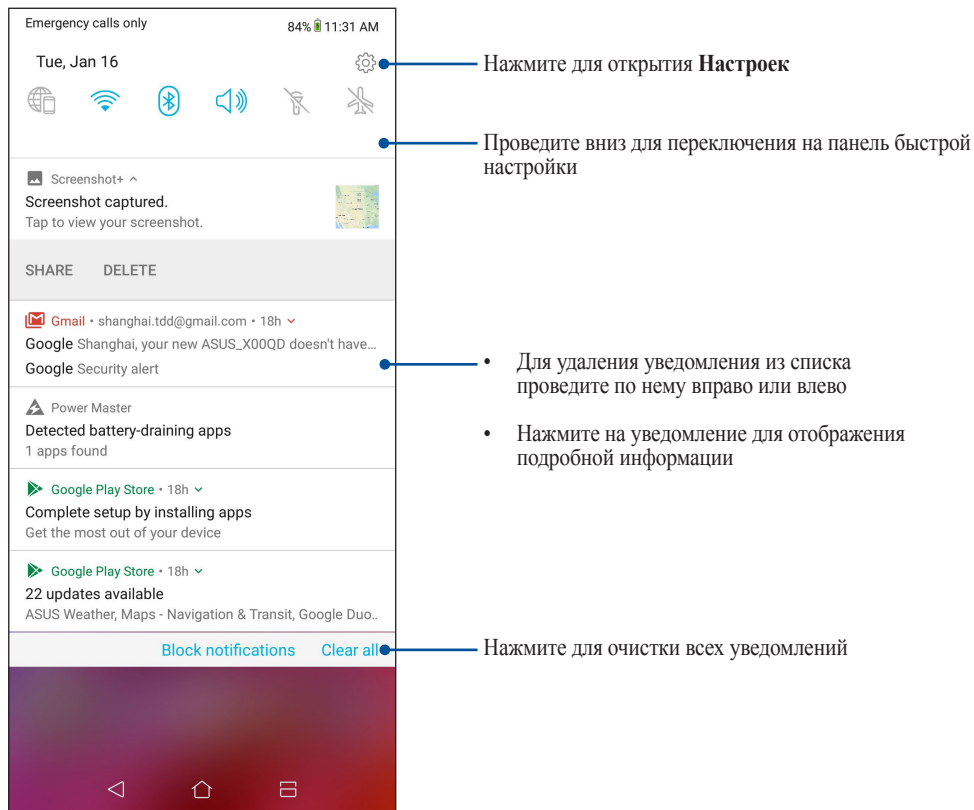 Emergency calls only 84% 11:31 AM
Tue, Jan 16
Нажмите для открытия Настроек
Проведите вниз для переключения на панель быстрой
настройки
Screenshot+
Screenshot captured.
Tap to view your screenshot.
SHARE DELETE
Gmail • shanghai.tdd@gmail.com • 18h
Google Shanghai, your new ASUS_X00QD doesn't have...
Google Security alert
• Для удаления уведомления из списка
проведите по нему вправо или влево
• Нажмите на уведомление для отображения
подробной информации
Power Master
Detected battery-draining apps
1 apps found
Google Play Store • 18h
Complete setup by installing apps
Get the most out of your device
Google Play Store • 18h
22 updates available
ASUS Weather, Maps - Navigation & Transit, Google Duo..
Block notifications Clear all
Нажмите для очистки всех уведомлений